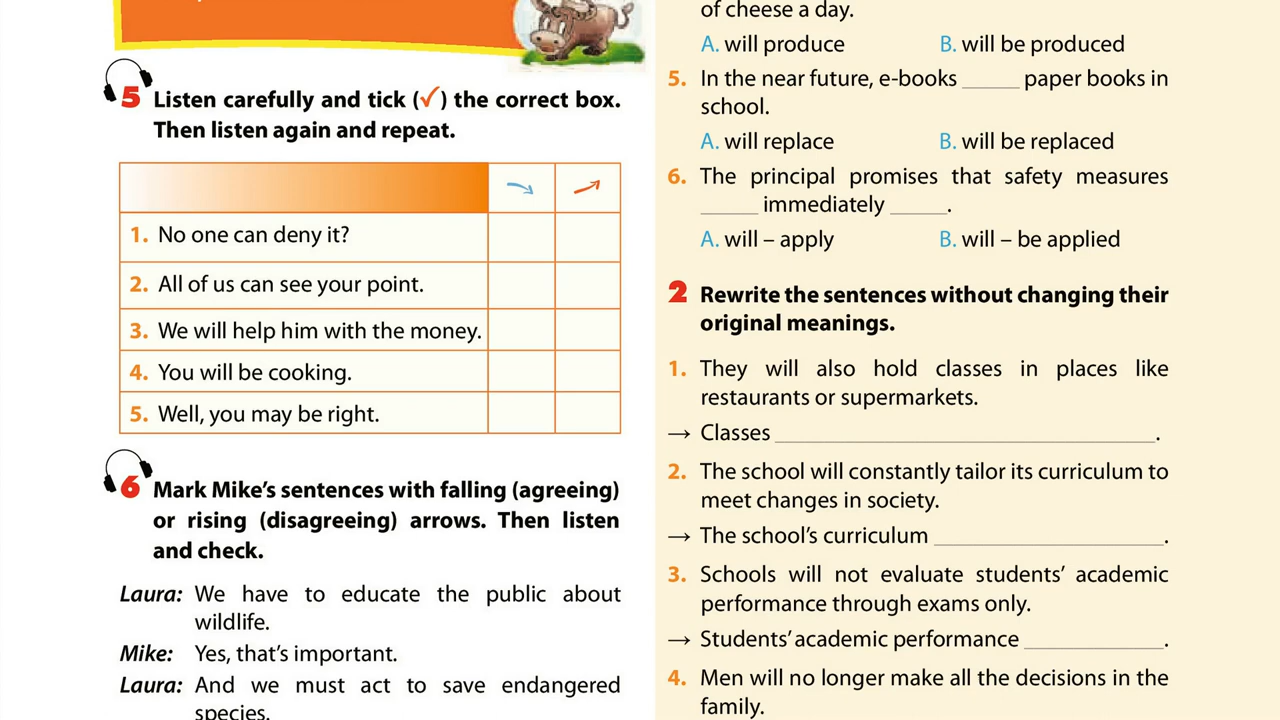 5 Listen carefully and tick (✓) the correct box.
Then listen again and repeat.
1. No one can deny it?
2. All of us can see your point.
3. We will help him with the money.
4. You will be cooking.
5. Well, you may be right.
6 Mark Mike's sentences with falling (agreeing)
or rising (disagreeing) arrows. Then listen
and check.
Laura: We have to educate the public about
wildlife.
Mike: Yes, that's important.
Laura: And we must act to save endangered
species.
of cheese a day.
A. will produce B. will be produced
5. In the near future, e-books _____ paper books in
school.
A. will replace B. will be replaced
6. The principal promises that safety measures
_____ immediately _____.
A. will – apply B. will – be applied
2 Rewrite the sentences without changing their
original meanings.
1. They will also hold classes in places like
restaurants or supermarkets.
→ Classes ___________________________________.
2. The school will constantly tailor its curriculum to
meet changes in society.
→ The school's curriculum _____________________.
3. Schools will not evaluate students' academic
performance through exams only.
→ Students' academic performance _____________.
4. Men will no longer make all the decisions in the
family.